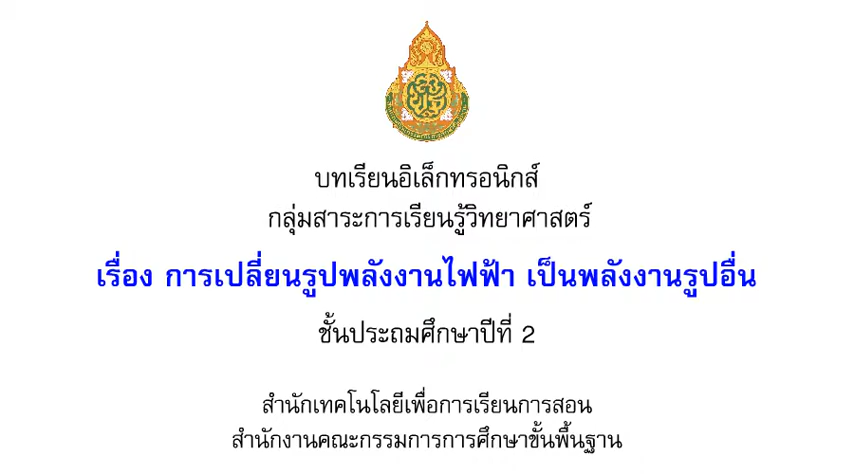 บทเรียนอิเล็กทรอนิกส์
กลุ่มสาระการเรียนรู้วิทยาศาสตร์
เรื่อง การเปลี่ยนรูปพลังงานไฟฟ้า เป็นพลังงานรูปอื่น
ชั้นประถมศึกษาปีที่ 2
สำนักเทคโนโลยีเพื่อการเรียนการสอน
สำนักงานคณะกรรมการการศึกษาขั้นพื้นฐาน